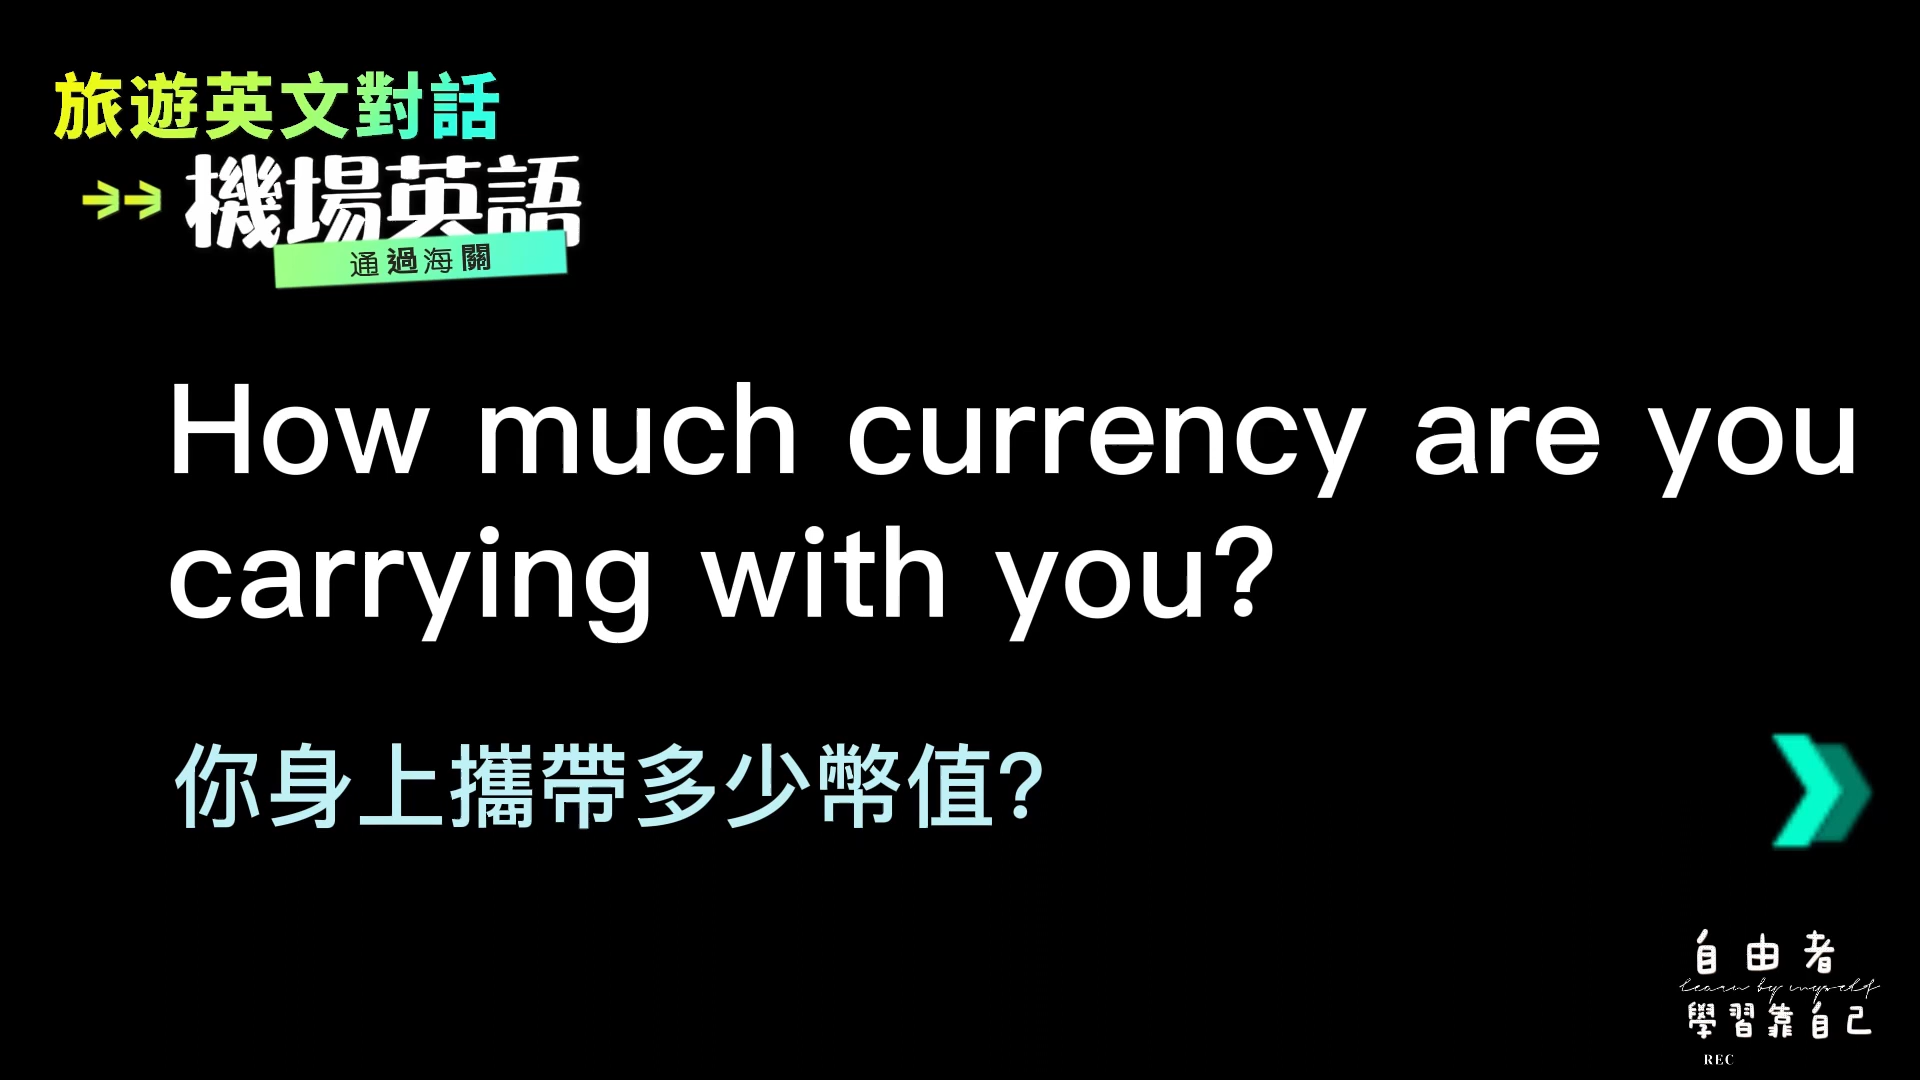 旅遊英文對話
機場英語
通過海關
How much currency are you
carrying with you?
你身上攜帶多少幣值?
自由者
learn by myself
學習靠自己
REC